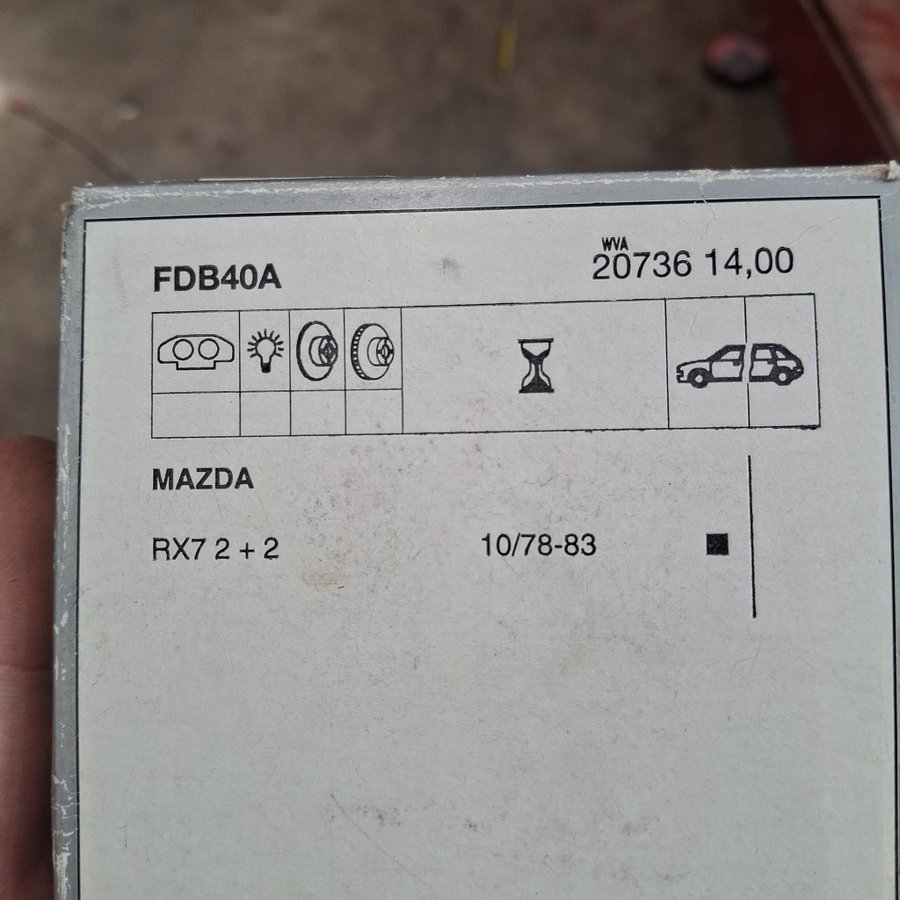 WVA
FDB40A 20736 14,00
MAZDA
RX7 2 + 2 10/78-83